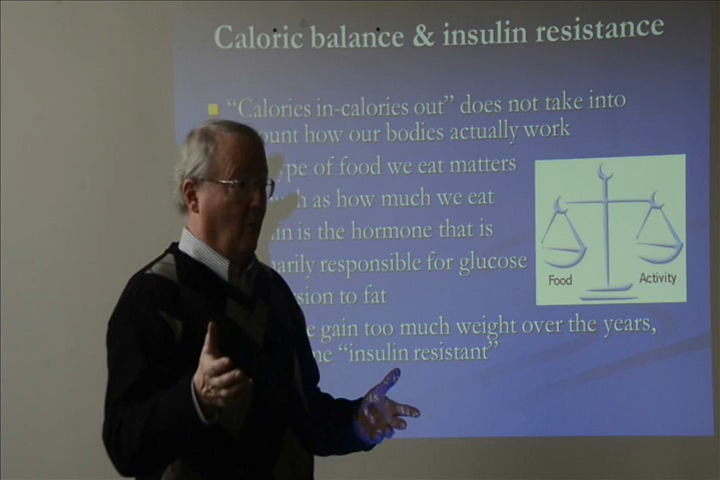 Caloric balance & insulin resistance
“Calories in-calories out” does not take into
ount how our bodies actually work
pe of food we eat matters
h as how much we eat
in is the hormone that is
arily responsible for glucose
sion to fat
e gain too much weight over the years,
me “insulin resistant”
Food
Activity